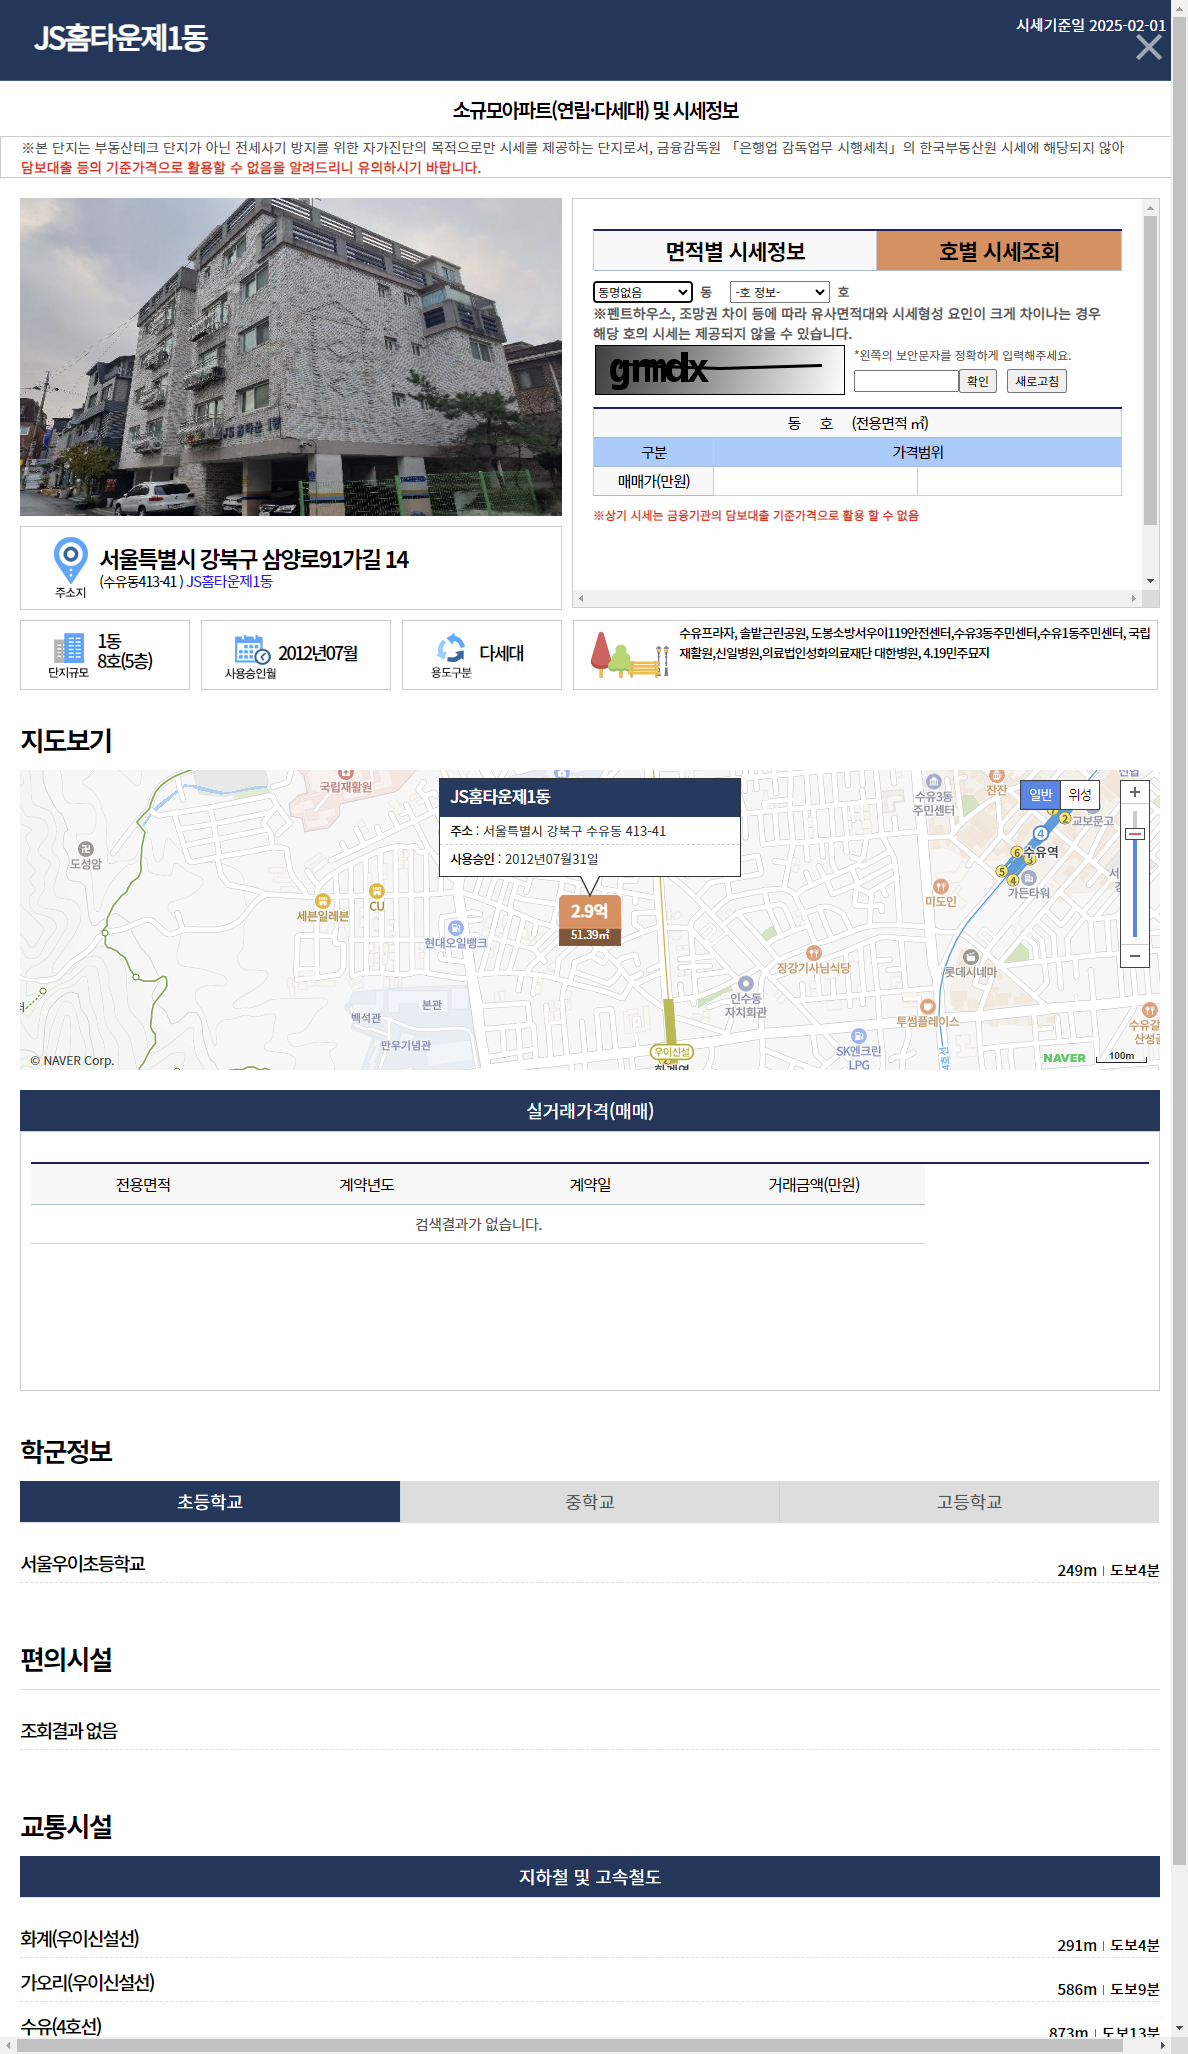 JS홈타운제1동
시세기준일 2025-02-01
소규모아파트(연립·다세대) 및 시세정보
※본 단지는 부동산테크 단지가 아닌 전세사기 방지를 위한 자가진단의 목적으로만 시세를 제공하는 단지로서, 금융감독원 「은행업 감독업무 시행세칙」의 한국부동산원 시세에 해당되지 않아
담보대출 등의 기준가격으로 활용할 수 없음을 알려드리니 유의하시기 바랍니다.
JS홈타운 1동
면적별 시세정보 호별 시세조회
동명없음 동 -호 정보- 호
※펜트하우스, 조망권 차이 등에 따라 유사면적대와 시세형성 요인이 크게 차이나는 경우
해당 호의 시세는 제공되지 않을 수 있습니다.
*왼쪽의 보안문자를 정확하게 입력해주세요.
확인 새로고침
동 호 (전용면적 ㎡)
구분 가격범위
매매가(만원)
※상기 시세는 금융기관의 담보대출 기준가격으로 활용 할 수 없음
주소지
서울특별시 강북구 삼양로91가길 14
(수유동413-41 ) JS홈타운제1동
단지규모
1동
8호(5층)
사용승인월
2012년07월
용도구분
다세대
수유프라자, 솔밭근린공원, 도봉소방서우이119안전센터,수유3동주민센터,수유1동주민센터, 국립
재활원,신일병원,의료법인성화의료재단 대한병원, 4.19민주묘지
지도보기
국립재활원
도성암
세븐일레븐
CU
현대오일뱅크
JS홈타운제1동
주소 : 서울특별시 강북구 수유동 413-41
사용승인 : 2012년07월31일
2.9억
51.39㎡
수유3동
주민센터
잔잔
일반 위성
교보문고
2
4
수유역
6
5
4
가든타워
미도인
장강기사님식당
롯데시네마
인수동
자치회관
투썸플레이스
본관
백석관
만우기념관
우이신설
화계역
SK엔크린
LPG
4호선
수유갈
산성
© NAVER Corp.
NAVER
100m
실거래가격(매매)
전용면적 계약년도 계약일 거래금액(만원)
검색결과가 없습니다.
학군정보
초등학교 중학교 고등학교
서울우이초등학교 249m ı 도보4분
편의시설
조회결과 없음
교통시설
지하철 및 고속철도
화계(우이신설선) 291m ı 도보4분
가오리(우이신설선) 586m ı 도보9분
수유(4호선) 873m ı 도보13분